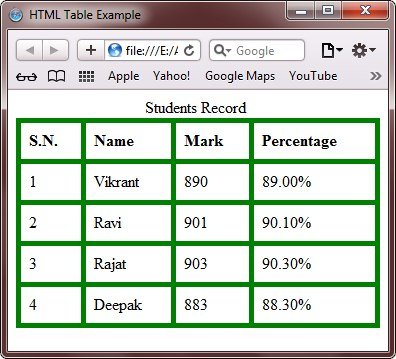 HTML Table Example
file:///E:/A
Google
Apple Yahoo! Google Maps YouTube
Students Record
S.N. Name Mark Percentage
1 Vikrant 890 89.00%
2 Ravi 901 90.10%
3 Rajat 903 90.30%
4 Deepak 883 88.30%